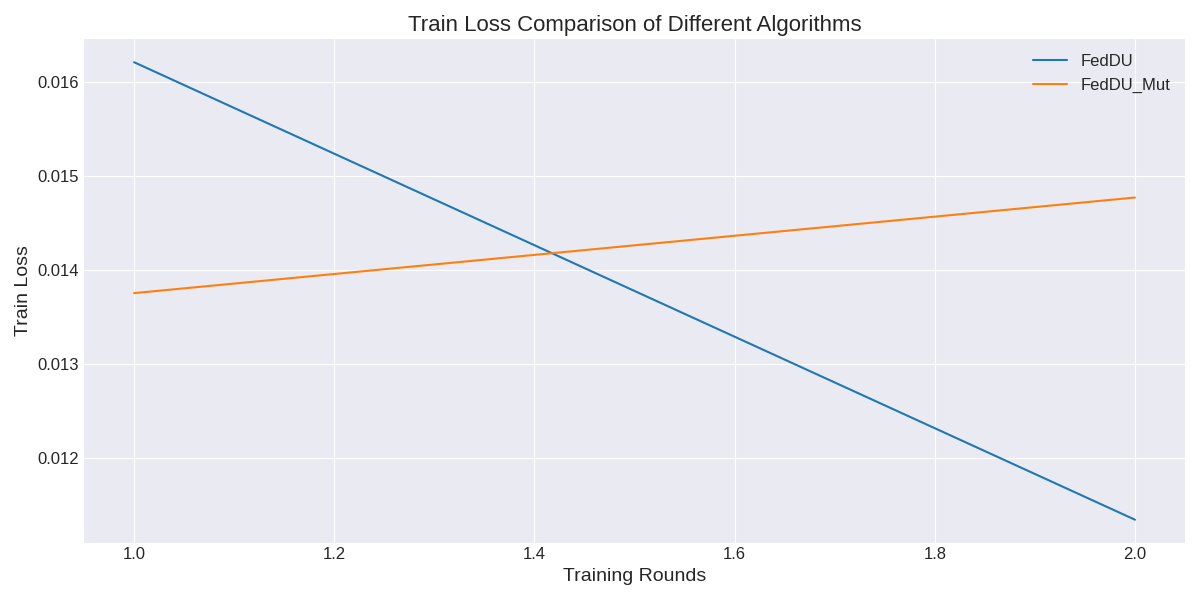 Train Loss Comparison of Different Algorithms
FedDU
FedDU_Mut
Train Loss
0.016
0.015
0.014
0.013
0.012
1.0 1.2 1.4 1.6 1.8 2.0
Training Rounds